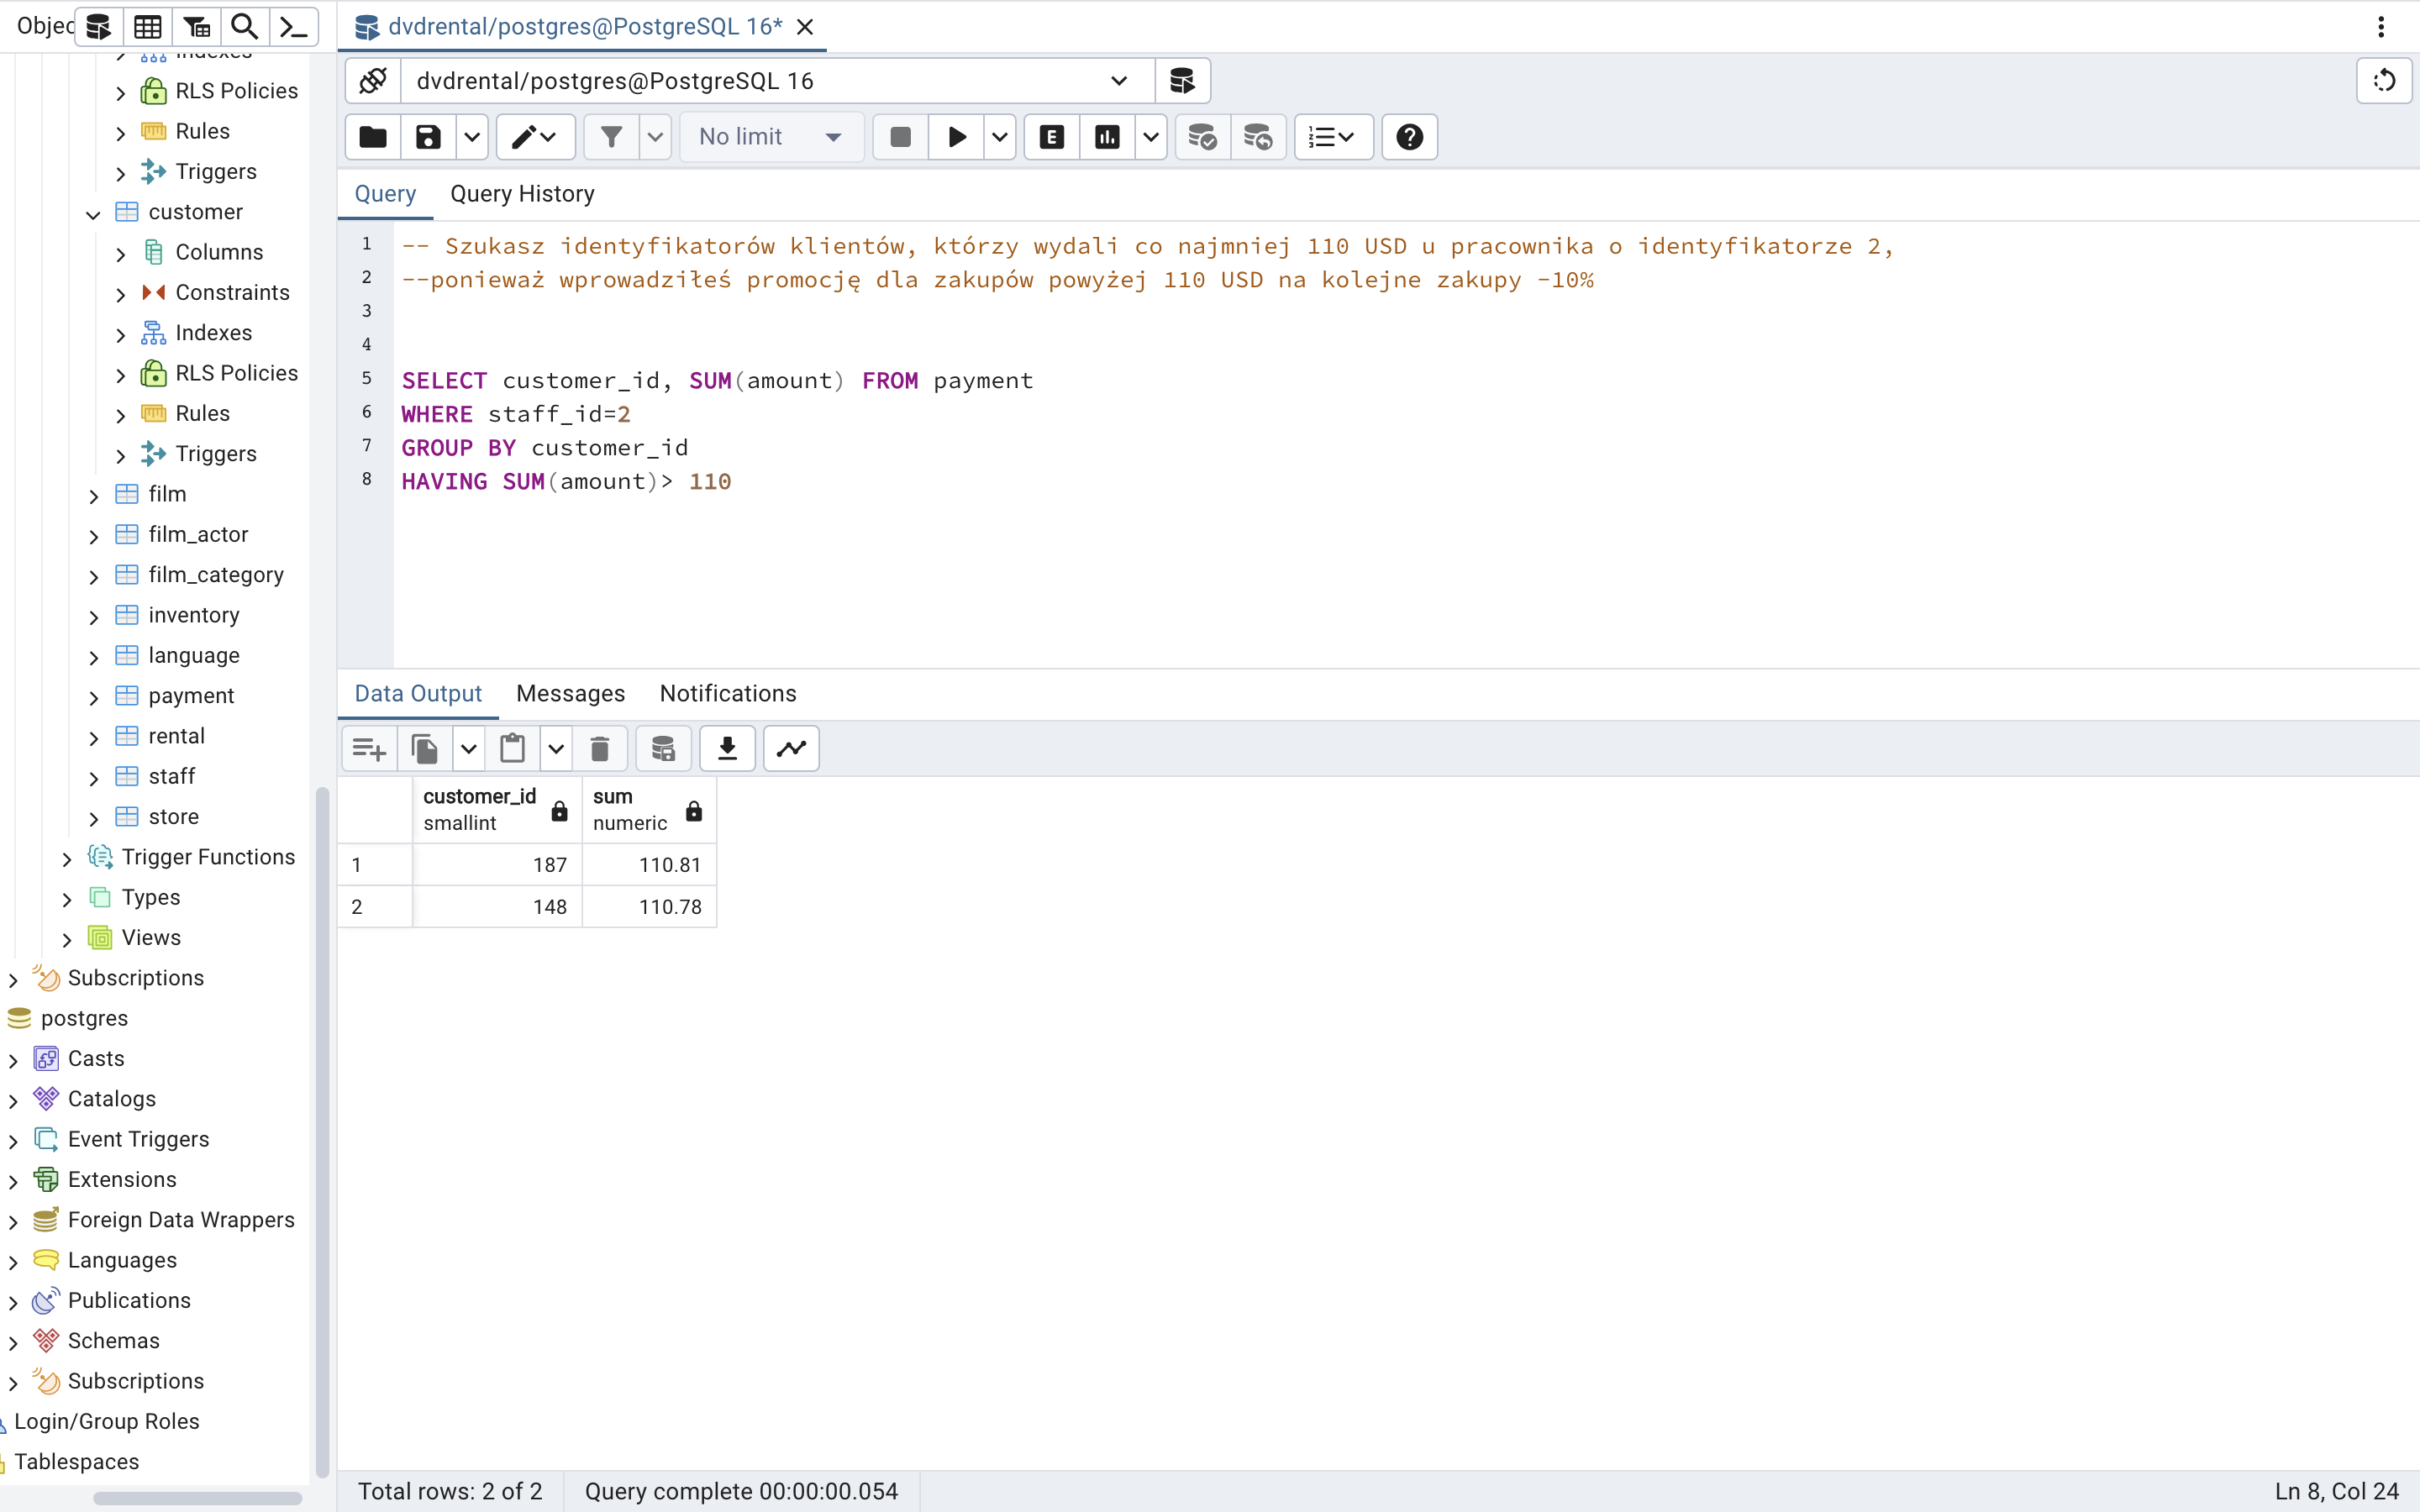 Objec
dvdrental/postgres@PostgreSQL 16*
dvdrental/postgres@PostgreSQL 16
No limit
Query
Query History
Indexes
RLS Policies
Rules
Triggers
customer
Columns
Constraints
Indexes
RLS Policies
Rules
Triggers
film
film_actor
film_category
inventory
language
payment
rental
staff
store
Trigger Functions
Types
Views
Subscriptions
postgres
Casts
Catalogs
Event Triggers
Extensions
Foreign Data Wrappers
Languages
Publications
Schemas
Subscriptions
Login/Group Roles
Tablespaces
1 -- Szukasz identyfikatorów klientów, którzy wydali co najmniej 110 USD u pracownika o identyfikatorze 2,
2 --ponieważ wprowadziłeś promocję dla zakupów powyżej 110 USD na kolejne zakupy -10%
3
4
5 SELECT customer_id, SUM(amount) FROM payment
6 WHERE staff_id=2
7 GROUP BY customer_id
8 HAVING SUM(amount)> 110
Data Output
Messages
Notifications
customer_id sum
smallint numeric
1 187 110.81
2 148 110.78
Total rows: 2 of 2
Query complete 00:00:00.054
Ln 8, Col 24